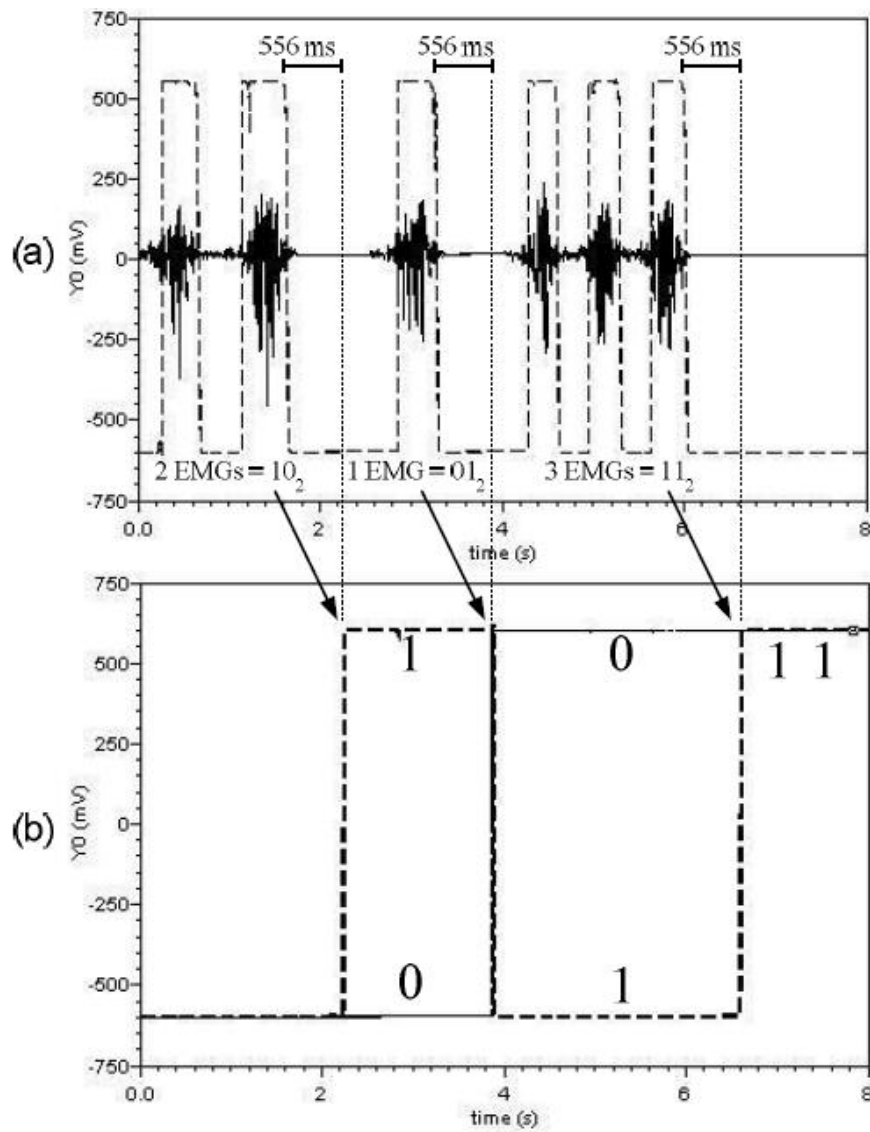 750
556 ms 556 ms 556 ms
500
250
(a)
Y0 (mV)
0
-250
-500
2 EMGs = 10₂ 1 EMG = 01₂ 3 EMGs = 11₂
-750
0.0 2 4 6 8
time (s)
750
1 0 1 1
500
250
(b)
Y0 (mV)
0
-250
-500
0 1
-750
0.0 2 4 6 8
time (s)